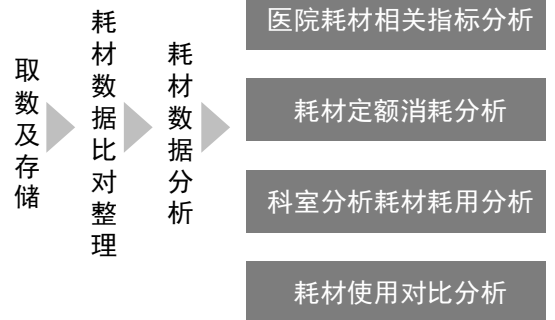 取数及存储
耗材数据比对整理
耗材数据分析
医院耗材相关指标分析
耗材定额消耗分析
科室分析耗材耗用分析
耗材使用对比分析